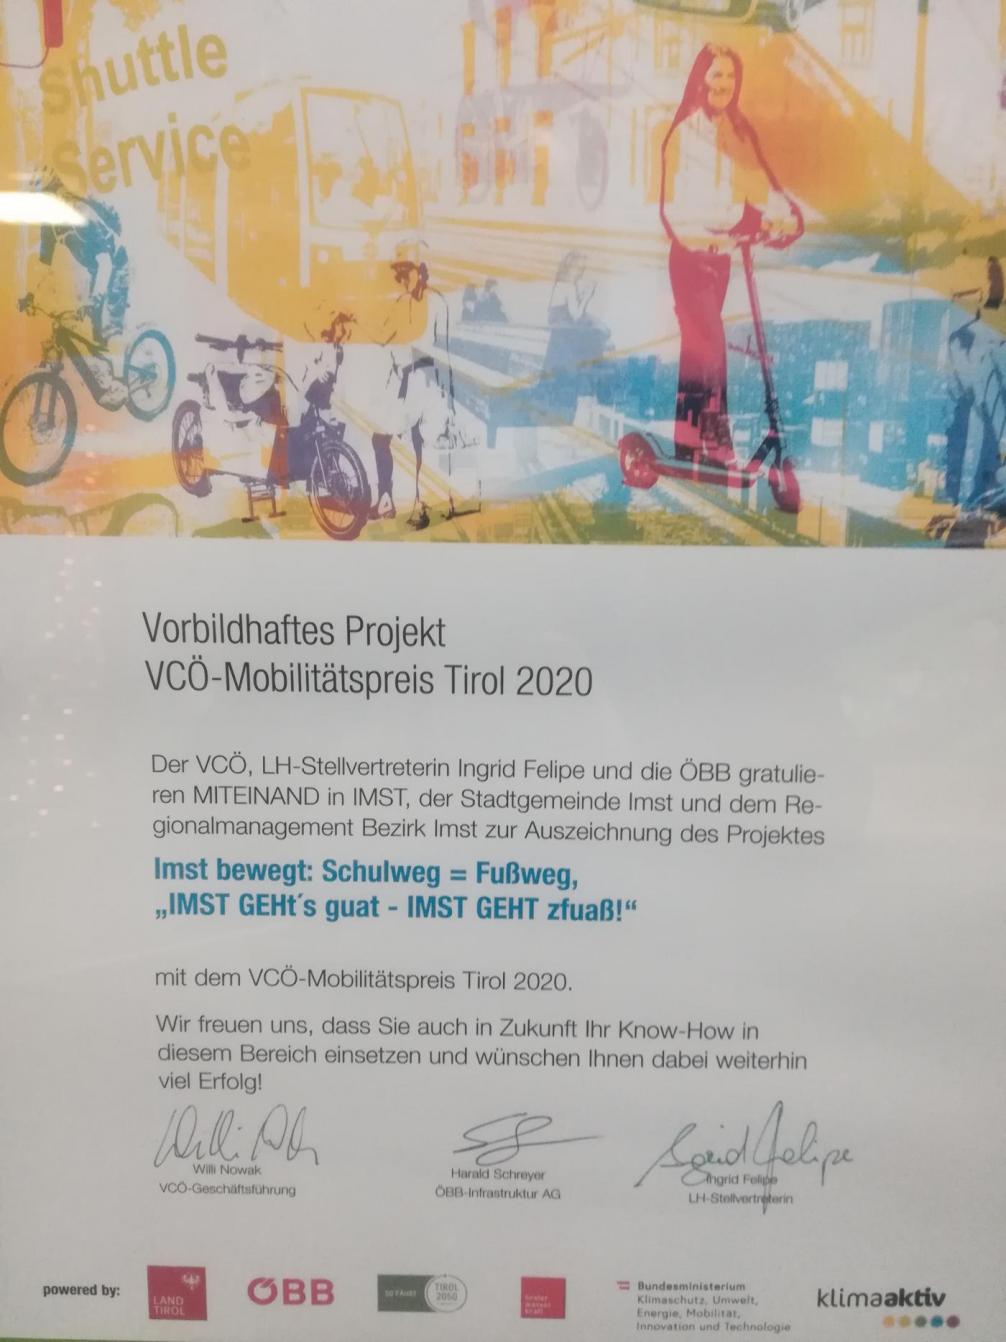 shuttle
Service
Vorbildhaftes Projekt
VCÖ-Mobilitätspreis Tirol 2020
Der VCÖ, LH-Stellvertreterin Ingrid Felipe und die ÖBB gratulie-
ren MITEINAND in IMST, der Stadtgemeinde Imst und dem Re-
gionalmanagement Bezirk Imst zur Auszeichnung des Projektes
Imst bewegt: Schulweg = Fußweg,
„IMST GEHt´s guat - IMST GEHT zfuaß!“
mit dem VCÖ-Mobilitätspreis Tirol 2020.
Wir freuen uns, dass Sie auch in Zukunft Ihr Know-How in
diesem Bereich einsetzen und wünschen Ihnen dabei weiterhin
viel Erfolg!
Willi Nowak
VCÖ-Geschäftsführung
Harald Schreyer
ÖBB-Infrastruktur AG
Ingrid Felipe
Ingrid Felipe
LH-Stellvertreterin
powered by:
LAND
TIROL
ÖBB
SO FÄHRT
TIROL
2050
Bundesministerium
Klimaschutz, Umwelt,
Energie, Mobilität,
Innovation und Technologie
klimaaktiv